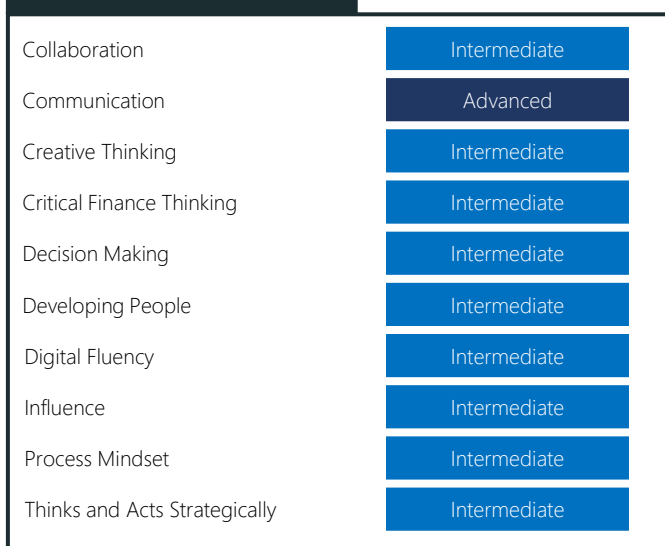 Collaboration Intermediate
Communication Advanced
Creative Thinking Intermediate
Critical Finance Thinking Intermediate
Decision Making Intermediate
Developing People Intermediate
Digital Fluency Intermediate
Influence Intermediate
Process Mindset Intermediate
Thinks and Acts Strategically Intermediate